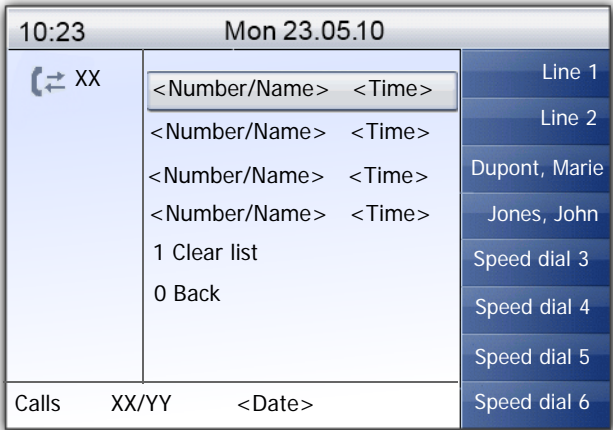 10:23 Mon 23.05.10
XX
<Number/Name> <Time>
<Number/Name> <Time>
<Number/Name> <Time>
<Number/Name> <Time>
1 Clear list
0 Back
Line 1
Line 2
Dupont, Marie
Jones, John
Speed dial 3
Speed dial 4
Speed dial 5
Speed dial 6
Calls XX/YY <Date>